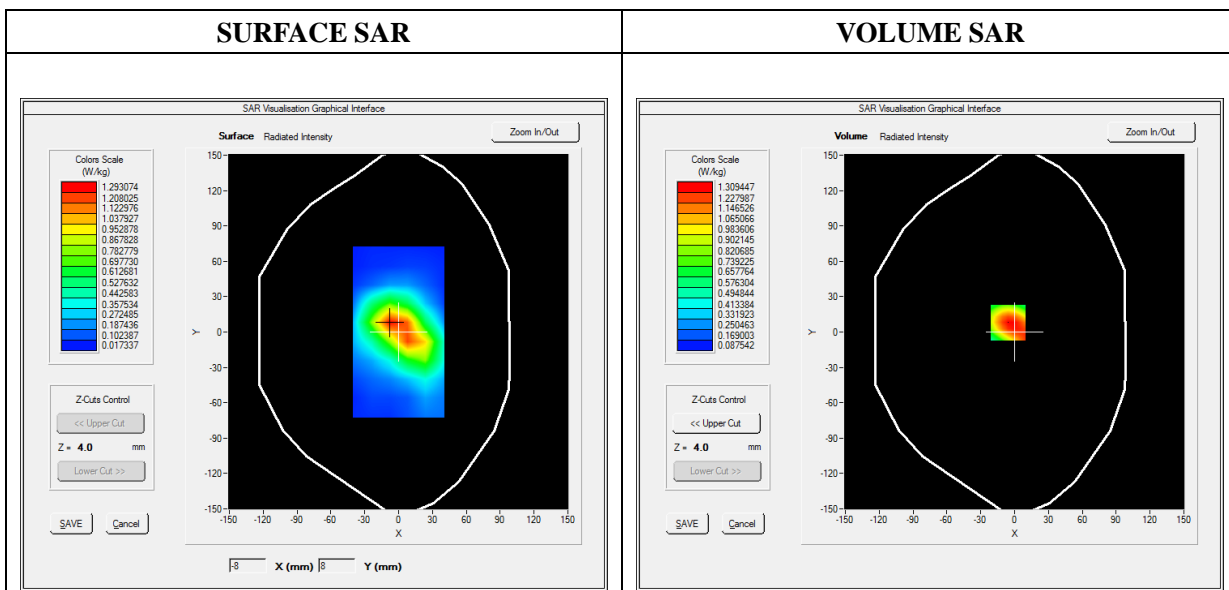 SURFACE SAR
VOLUME SAR
SAR Visualisation Graphical Interface
Surface Radiated Intensity
Zoom In/Out
Colors Scale
(W/kg)
1.293074
1.208025
1.122976
1.037927
0.952878
0.867828
0.782779
0.697730
0.612681
0.527632
0.442583
0.357534
0.272485
0.187436
0.102387
0.017337
Z-Cuts Control
<< Upper Cut
Z = 4.0 mm
Lower Cut >>
SAVE Cancel
150
120
90
60
30
0
-30
-60
-90
-120
-150
Y
-150 -120 -90 -60 -30 0 30 60 90 120 150
X
-8 X (mm) 8 Y (mm)
SAR Visualisation Graphical Interface
Volume Radiated Intensity
Zoom In/Out
Colors Scale
(W/kg)
1.309447
1.227987
1.146526
1.065066
0.983606
0.902145
0.820685
0.739225
0.657764
0.576304
0.494844
0.413384
0.331923
0.250463
0.169003
0.087542
Z-Cuts Control
<< Upper Cut
Z = 4.0 mm
Lower Cut >>
SAVE Cancel
150
120
90
60
30
0
-30
-60
-90
-120
-150
Y
-150 -120 -90 -60 -30 0 30 60 90 120 150
X